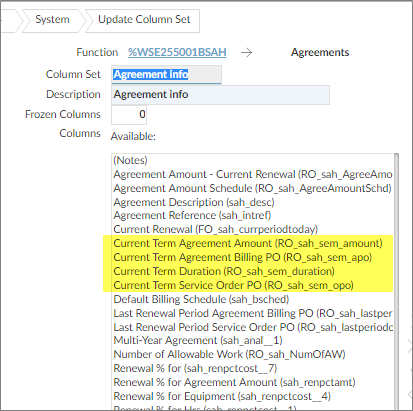 System Update Column Set
Function %WSE255001BSAH → Agreements
Column Set Agreement info
Description Agreement info
Frozen Columns 0
Columns Available:
(Notes)
Agreement Amount - Current Renewal (RO_sah_AgreeAmo
Agreement Amount Schedule (RO_sah_AgreeAmountSchd)
Agreement Description (sah_desc)
Agreement Reference (sah_intref)
Current Renewal (FO_sah_currperiodtoday)
Current Term Agreement Amount (RO_sah_sem_amount)
Current Term Agreement Billing PO (RO_sah_sem_apo)
Current Term Duration (RO_sah_sem_duration)
Current Term Service Order PO (RO_sah_sem_opo)
Default Billing Schedule (sah_bsched)
Last Renewal Period Agreement Billing PO (RO_sah_lastper
Last Renewal Period Service Order PO (RO_sah_lastperiodc
Multi-Year Agreement (sah_anal__1)
Number of Allowable Work (RO_sah_NumOfAW)
Renewal % for (sah_renpctcost__7)
Renewal % for Agreement Amount (sah_renpctamt)
Renewal % for Equipment (sah_renpctcost__4)
Renewal % for Hrs (sah_renpctcost__1)